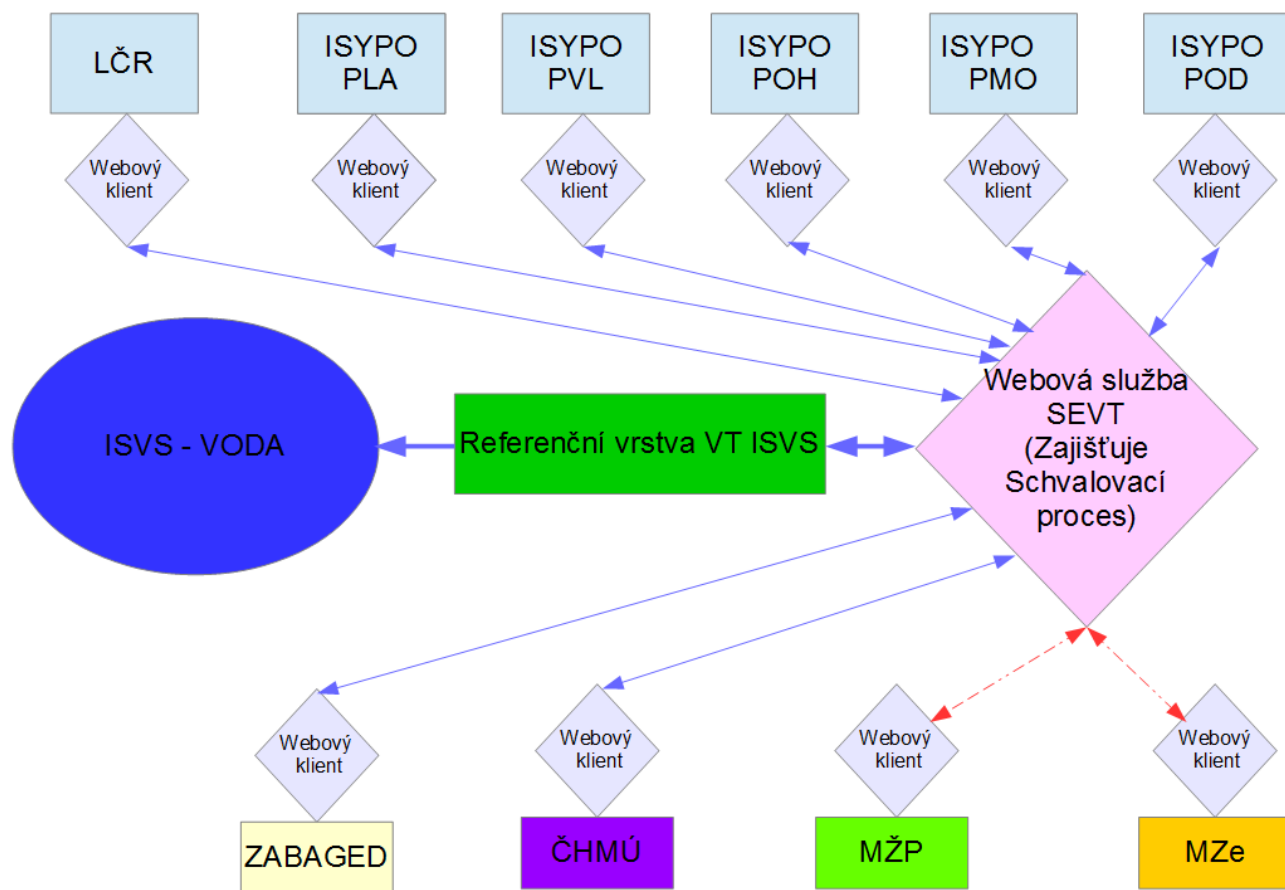 LČR
ISYPO
PLA
ISYPO
PVL
ISYPO
POH
ISYPO
PMO
ISYPO
POD
Webový
klient
Webový
klient
Webový
klient
Webový
klient
Webový
klient
Webový
klient
ISVS - VODA
Referenční vrstva VT ISVS
Webová služba
SEVT
(Zajišťuje
Schvalovací
proces)
Webový
klient
Webový
klient
Webový
klient
Webový
klient
ZABAGED
ČHMÚ
MŽP
MZe